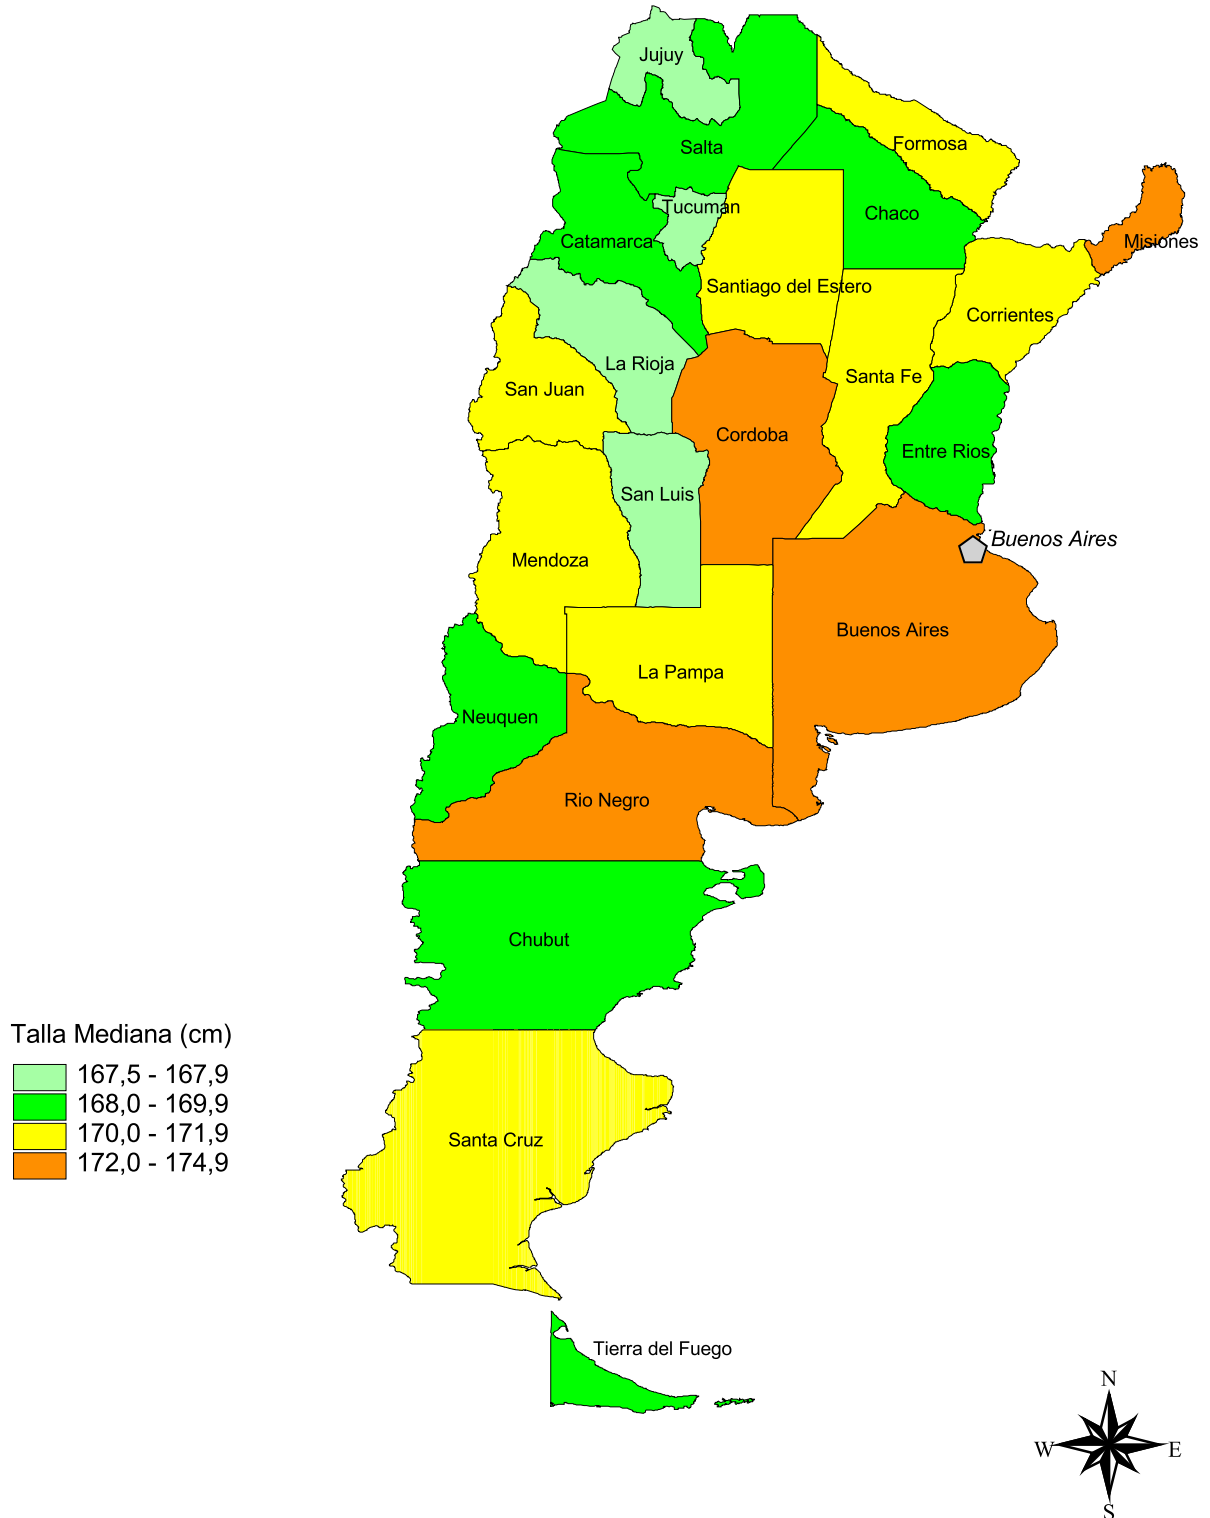 Jujuy
Formosa
Salta
Tucuman
Chaco
Catamarca
Misiones
Santiago del Estero
Corrientes
La Rioja
Santa Fe
San Juan
Cordoba
Entre Rios
San Luis
Buenos Aires
Mendoza
Buenos Aires
La Pampa
Neuquen
Rio Negro
Chubut
Talla Mediana (cm)
167,5 - 167,9
168,0 - 169,9
170,0 - 171,9
172,0 - 174,9
Santa Cruz
Tierra del Fuego
N
W E
S